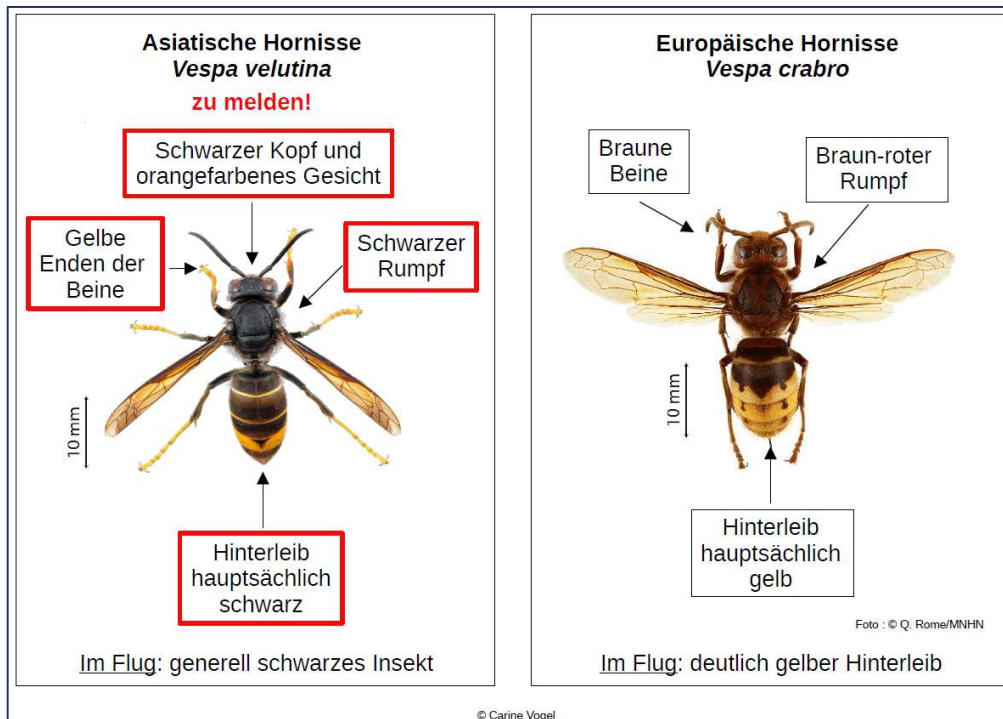 Asiatische Hornisse
Vespa velutina
zu melden!
Schwarzer Kopf und
orangefarbenes Gesicht
Gelbe
Enden der
Beine
Schwarzer
Rumpf
10 mm
Hinterleib
hauptsächlich
schwarz
Im Flug: generell schwarzes Insekt
Europäische Hornisse
Vespa crabro
Braune
Beine
Braun-roter
Rumpf
10 mm
Hinterleib
hauptsächlich
gelb
Foto : © Q. Rome/MNHN
Im Flug: deutlich gelber Hinterleib
© Carine Vogel